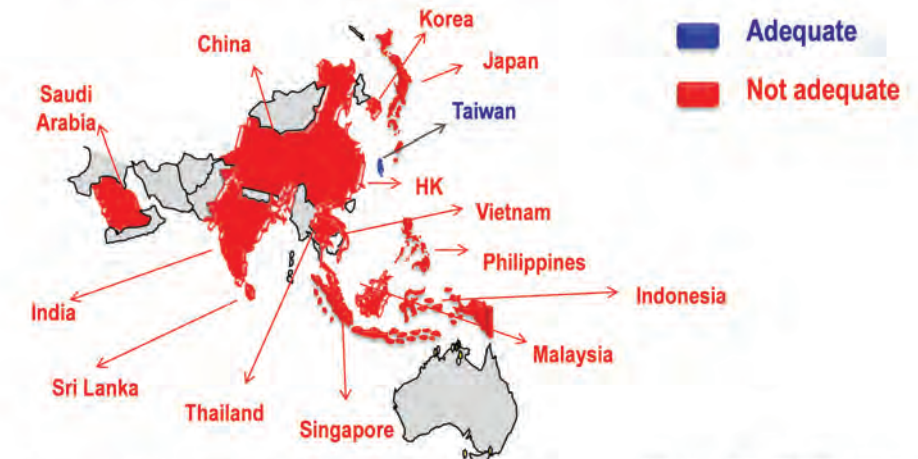 Korea
China
Japan
Saudi
Arabia
Taiwan
HK
Vietnam
Philippines
Indonesia
India
Malaysia
Sri Lanka
Thailand
Singapore
Adequate
Not adequate